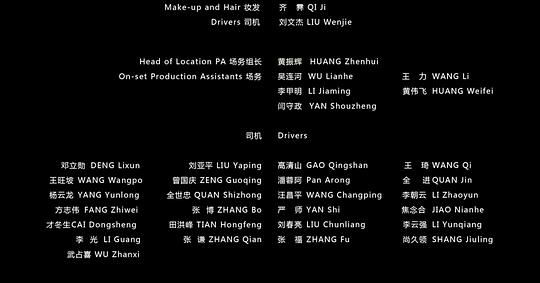 Make-up and Hair 妆发 齐 霁 QI Ji
Drivers 司机 刘文杰 LIU Wenjie
Head of Location PA 场务组长 黄振辉 HUANG Zhenhui
On-set Production Assistants 场务 吴连河 WU Lianhe 王 力 WANG Li
李甲明 LI Jiaming 黄伟飞 HUANG Weifei
闫守政 YAN Shouzheng
司机 Drivers
邓立勋 DENG Lixun 刘亚平 LIU Yaping 高清山 GAO Qingshan 王 琦 WANG Qi
王旺坡 WANG Wangpo 曾国庆 ZENG Guoqing 潘蓉阿 Pan Arong 全 进 QUAN Jin
杨云龙 YANG Yunlong 全世忠 QUAN Shizhong 汪昌平 WANG Changping 李朝云 LI Zhaoyun
方志伟 FANG Zhiwei 张 博 ZHANG Bo 严 师 YAN Shi 焦念合 JIAO Nianhe
才冬生CAI Dongsheng 田洪峰 TIAN Hongfeng 刘春亮 LIU Chunliang 李云强 LI Yunqiang
李 光 LI Guang 张 谦 ZHANG Qian 张 福 ZHANG Fu 尚久领 SHANG Jiuling
武占喜 WU Zhanxi